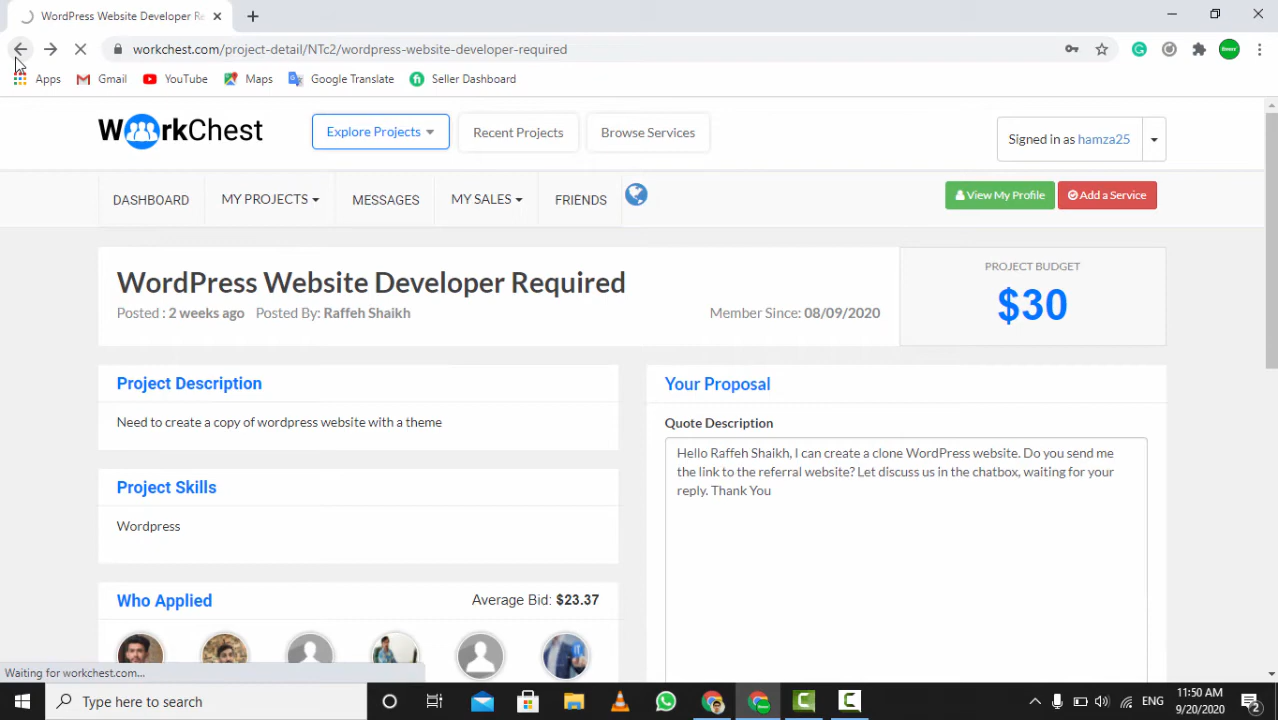 WordPress Website Developer Re
workchest.com/project-detail/NTc2/wordpress-website-developer-required
Apps Gmail YouTube Maps Google Translate Seller Dashboard
WorkChest
Explore Projects Recent Projects Browse Services
Signed in as hamza25
DASHBOARD MY PROJECTS MESSAGES MY SALES FRIENDS
View My Profile Add a Service
WordPress Website Developer Required
Posted : 2 weeks ago Posted By: Raffeh Shaikh Member Since: 08/09/2020
PROJECT BUDGET
$30
Project Description
Need to create a copy of wordpress website with a theme
Project Skills
Wordpress
Who Applied Average Bid: $23.37
Your Proposal
Quote Description
Hello Raffeh Shaikh, I can create a clone WordPress website. Do you send me
the link to the referral website? Let discuss us in the chatbox, waiting for your
reply. Thank You
Waiting for workchest.com...
Type here to search
ENG
11:50 AM
9/20/2020
2